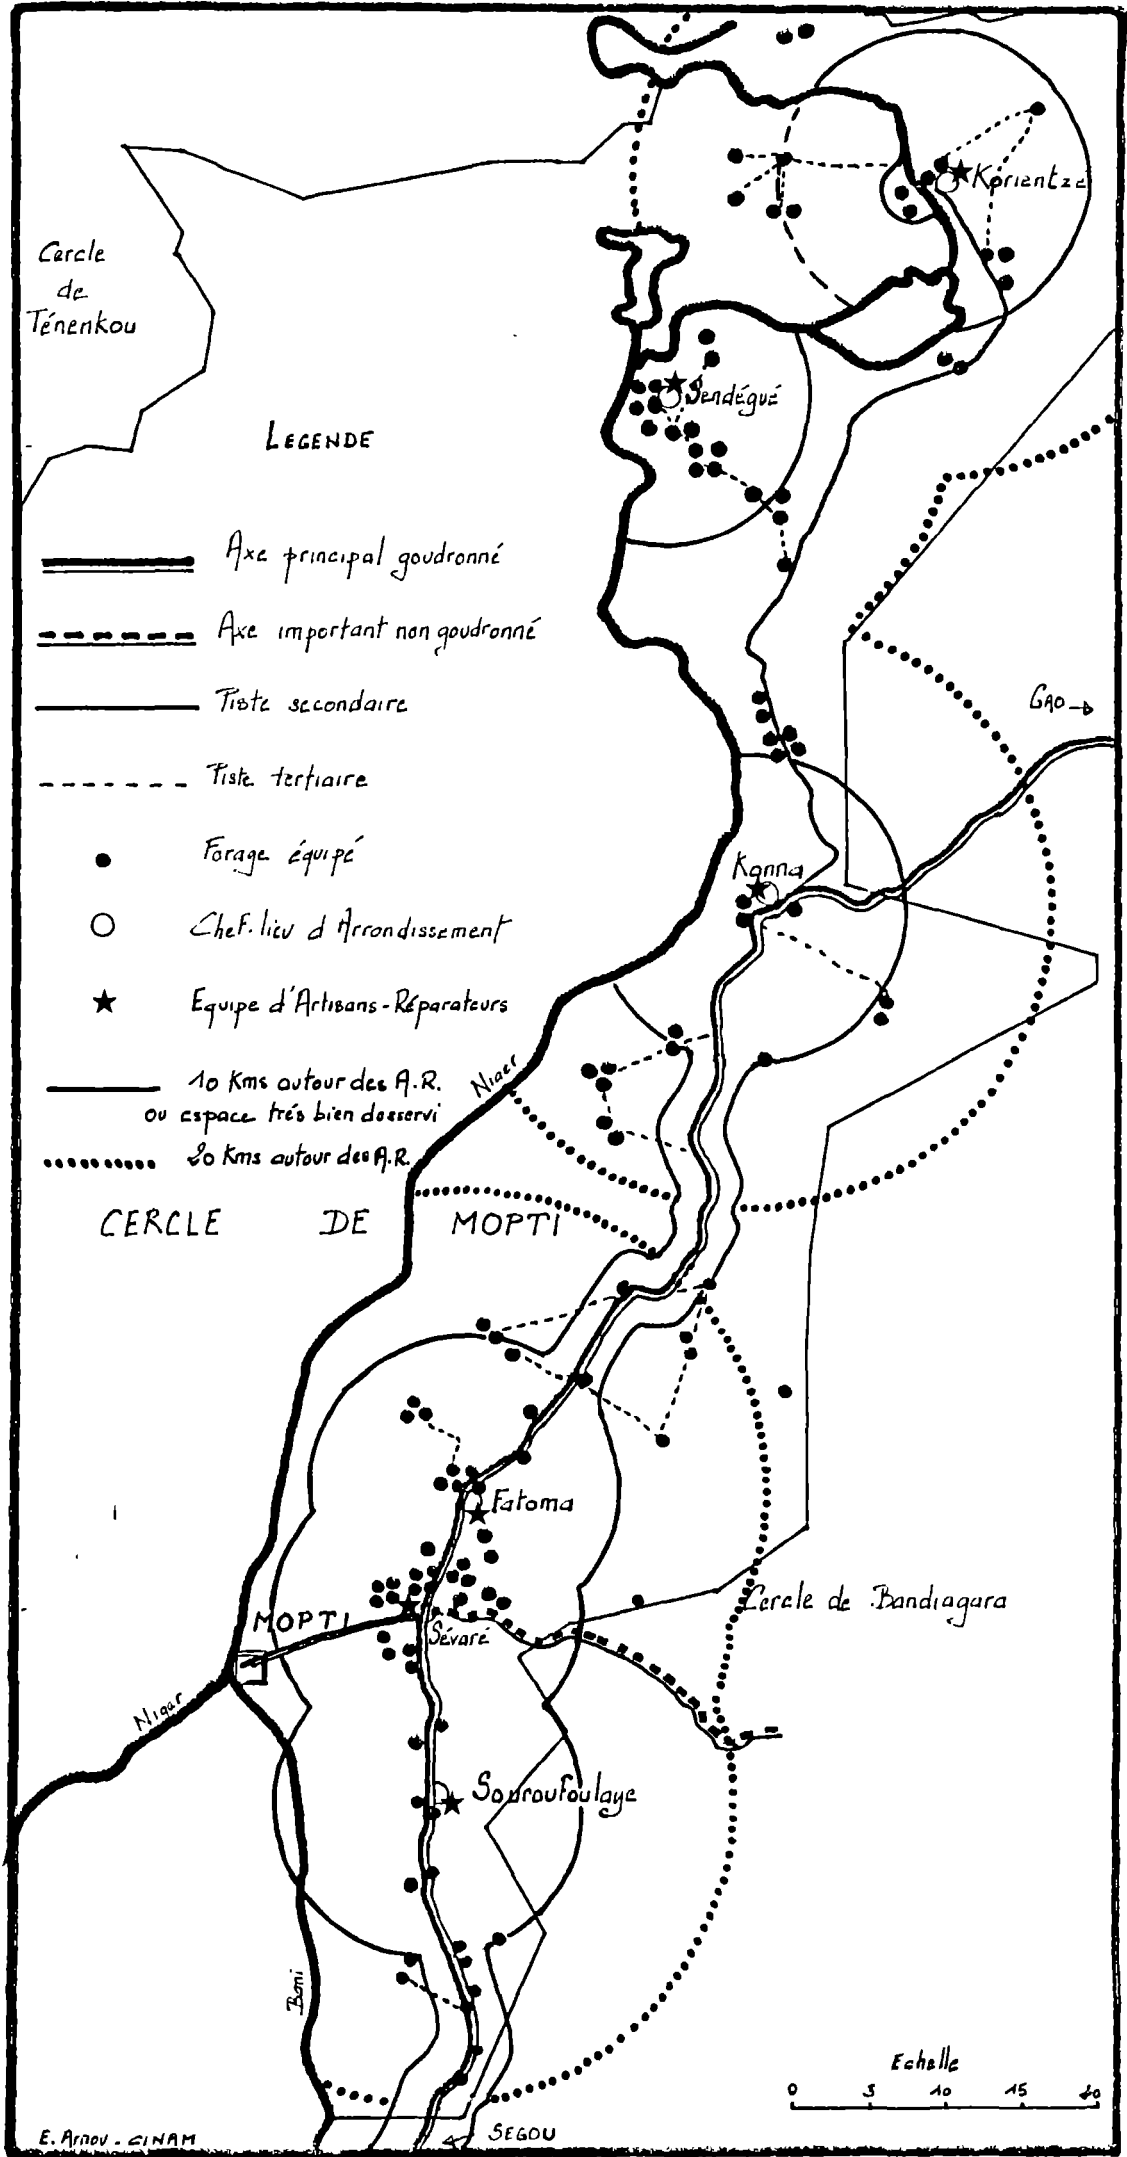 Korientzé
Cercle
de
Ténenkou
Sendégué
LEGENDE
Axe principal goudronné
Axe important non goudronné
Piste secondaire
GAO
Piste tertiaire
Forage équipé
Konna
Chef.lieu d'Arrondissement
Equipe d'Artisans-Réparateurs
Niger
10 Kms autour des A.R.
ou espace trés bien desservi
20 Kms autour des A.R.
CERCLE DE MOPTI
Fatoma
Cercle de Bandiagara
MOPTI
Sévaré
Niger
Souroufoulaye
Bani
Echelle
0 5 10 15 20
E. Arnou - CINAM
SEGOU